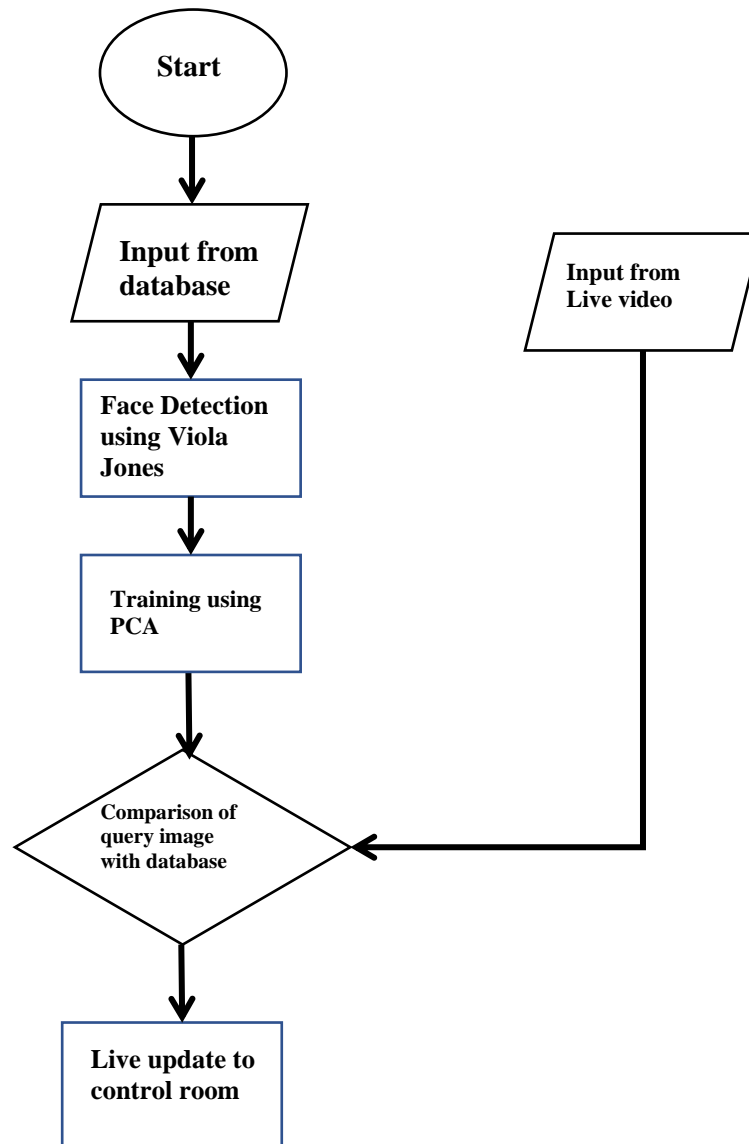 Start
Input from
database
Input from
Live video
Face Detection
using Viola
Jones
Training using
PCA
Comparison of
query image
with database
Live update to
control room